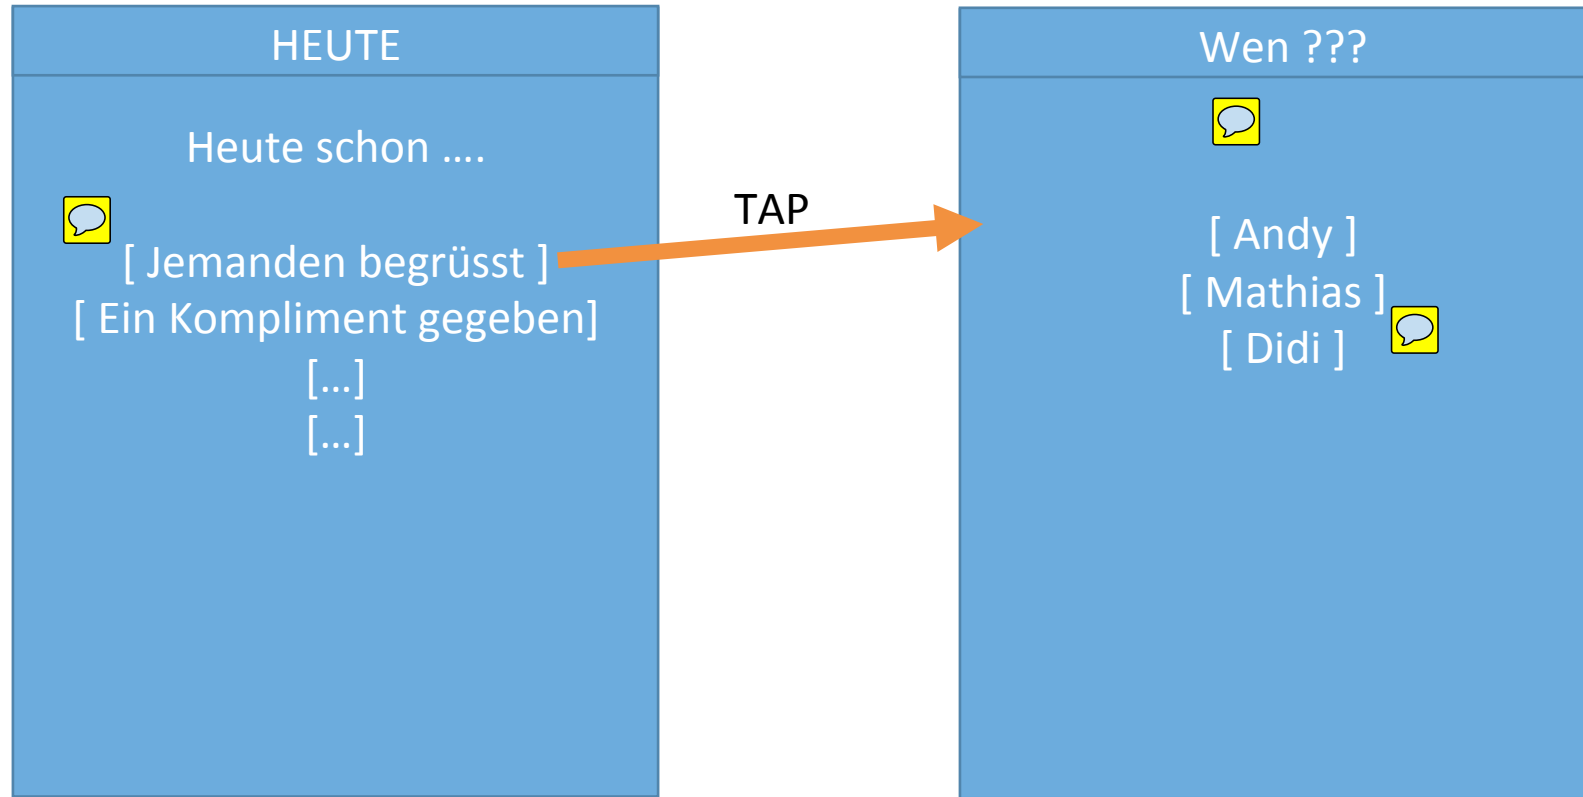 HEUTE
Heute schon ....
[ Jemanden begrüsst ]
[ Ein Kompliment gegeben]
[...]
[...]
TAP
Wen ???
[ Andy ]
[ Mathias ]
[ Didi ]